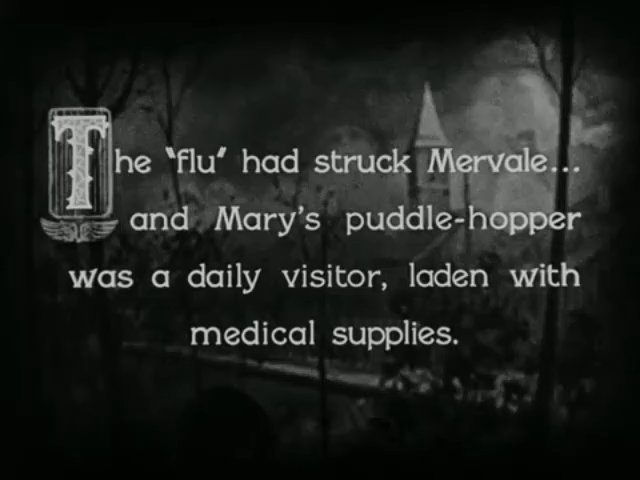 The "flu" had struck Mervale...
and Mary's puddle-hopper
was a daily visitor, laden with
medical supplies.